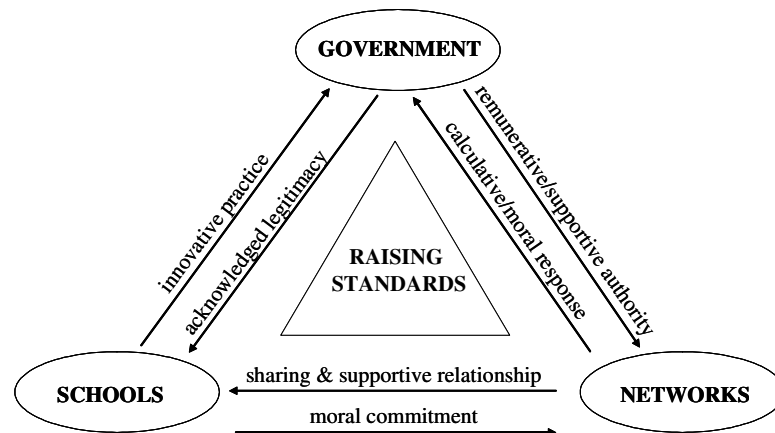 GOVERNMENT
innovative practice
acknowledged legitimacy
calculative/moral response
remunerative/supportive authority
RAISING
STANDARDS
SCHOOLS
sharing & supportive relationship
NETWORKS
moral commitment